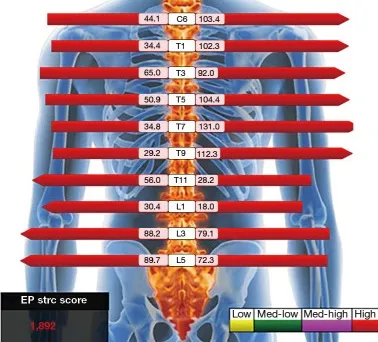 44.1 C6 103.4
34.4 T1 102.3
65.0 T3 92.0
50.9 T5 104.4
34.8 T7 131.0
29.2 T9 112.3
56.0 T11 28.2
30.4 L1 18.0
88.2 L3 79.1
89.7 L5 72.3
EP strc score
1,892
Low Med-low Med-high High